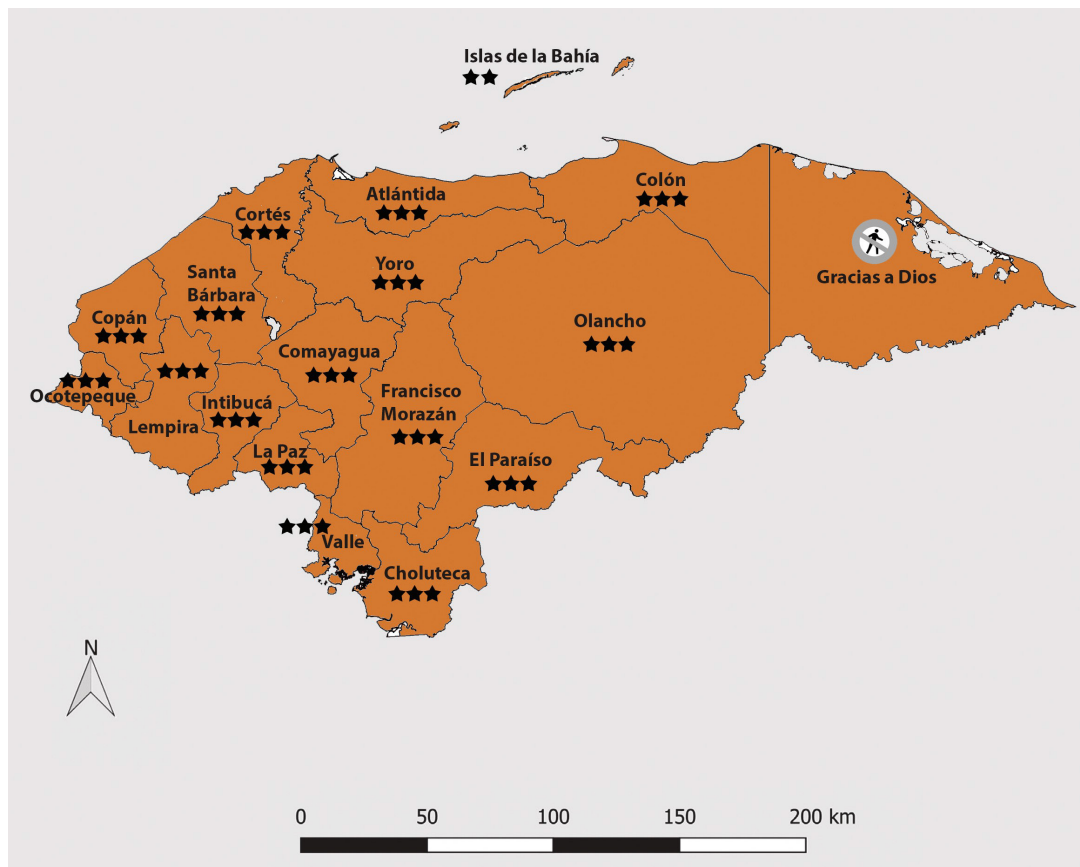 Islas de la Bahía
Atlántida
Colón
Cortés
Yoro
Santa
Bárbara
Gracias a Dios
Copán
Olancho
Comayagua
Ocotepeque
Francisco
Morazán
Intibucá
Lempira
La Paz
El Paraíso
Valle
Choluteca
N
0 50 100 150 200 km